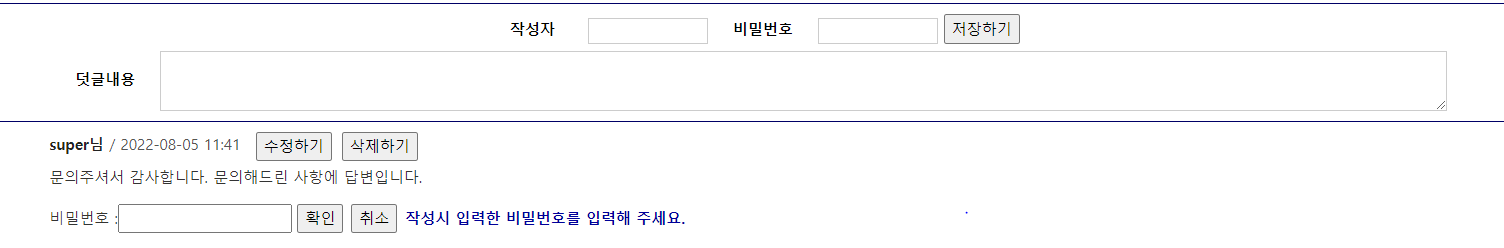 작성자 비밀번호 저장하기
덧글내용
super님 / 2022-08-05 11:41 수정하기 삭제하기
문의주셔서 감사합니다. 문의해드린 사항에 답변입니다.
비밀번호 : 확인 취소 작성시 입력한 비밀번호를 입력해 주세요.